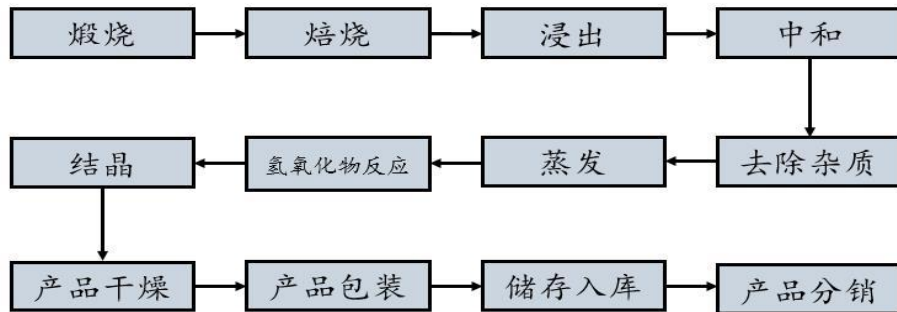 煅烧
焙烧
浸出
中和
去除杂质
蒸发
氢氧化物反应
结晶
产品干燥
产品包装
储存入库
产品分销